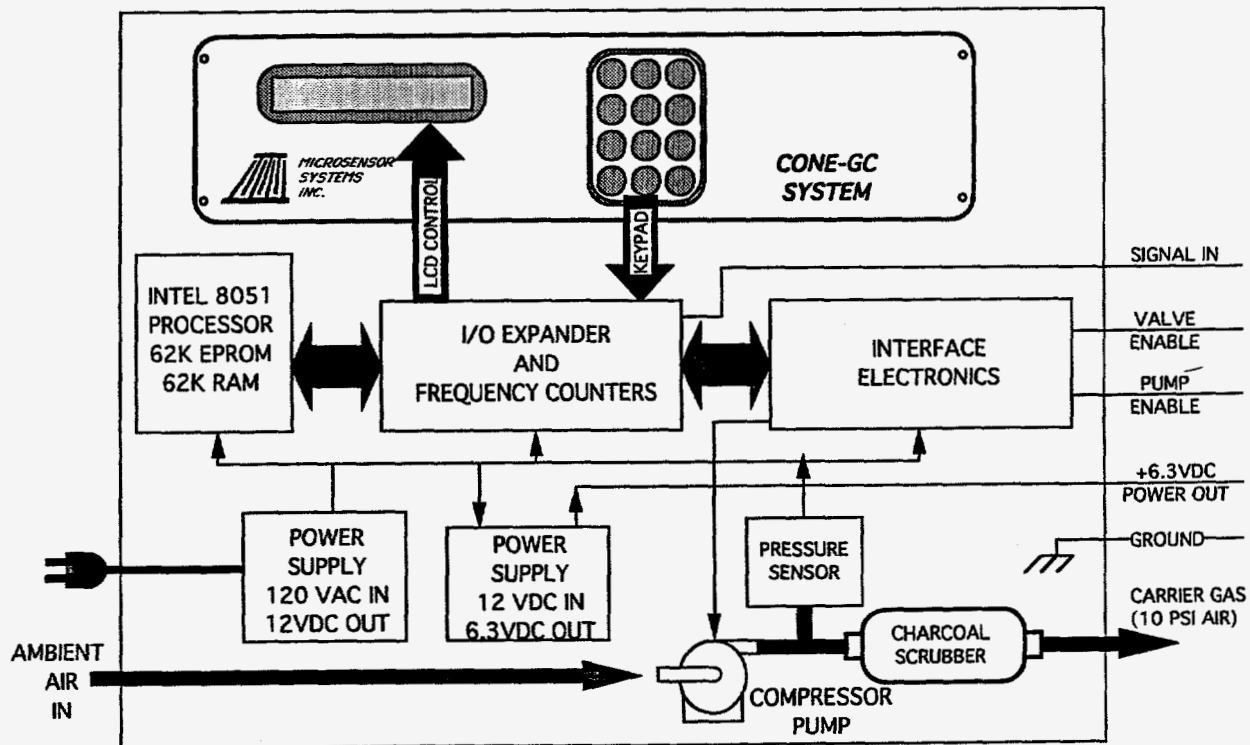 MICROSENSOR
SYSTEMS
INC.
CONE-GC
SYSTEM
LCD CONTROL
KEYPAD
SIGNAL IN
INTEL 8051
PROCESSOR
62K EPROM
62K RAM
I/O EXPANDER
AND
FREQUENCY COUNTERS
INTERFACE
ELECTRONICS
VALVE
ENABLE
PUMP
ENABLE
+6.3VDC
POWER OUT
POWER
SUPPLY
120 VAC IN
12VDC OUT
POWER
SUPPLY
12 VDC IN
6.3VDC OUT
PRESSURE
SENSOR
GROUND
CARRIER GAS
(10 PSI AIR)
CHARCOAL
SCRUBBER
AMBIENT
AIR
IN
COMPRESSOR
PUMP